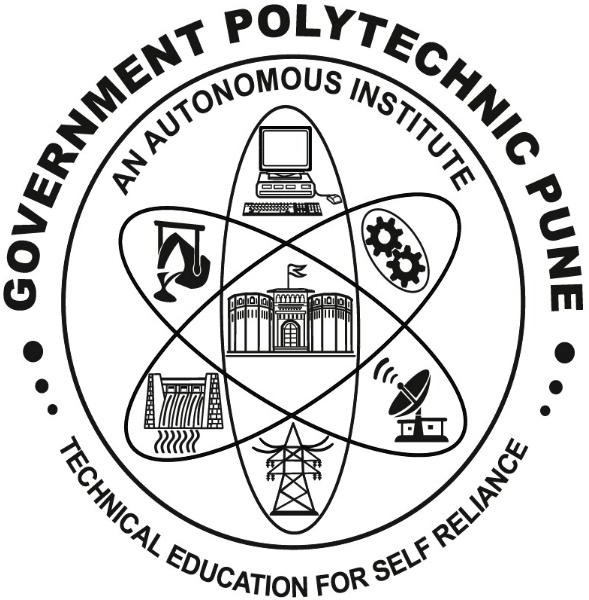 GOVERNMENT POLYTECHNIC PUNE
AN AUTONOMOUS INSTITUTE
TECHNICAL EDUCATION FOR SELF RELIANCE